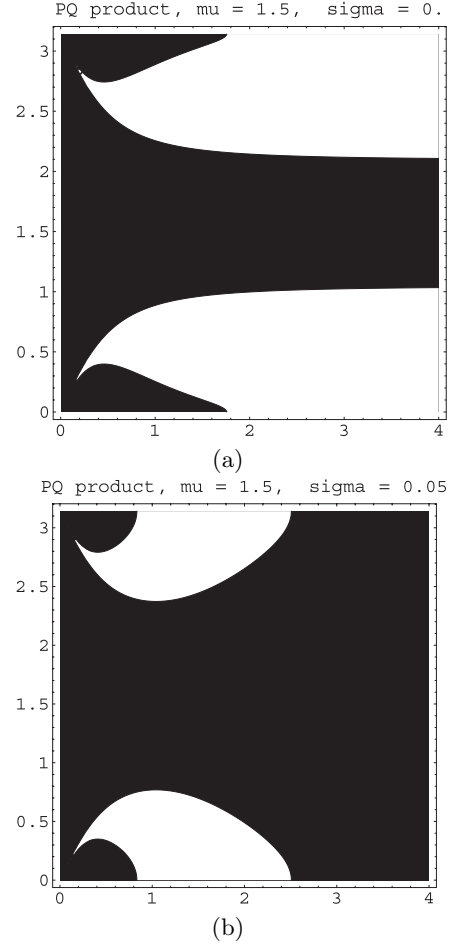 PQ product, mu = 1.5, sigma = 0.
3
2.5
2
1.5
1
0.5
0
0 1 2 3 4
(a)
PQ product, mu = 1.5, sigma = 0.05
3
2.5
2
1.5
1
0.5
0
0 1 2 3 4
(b)